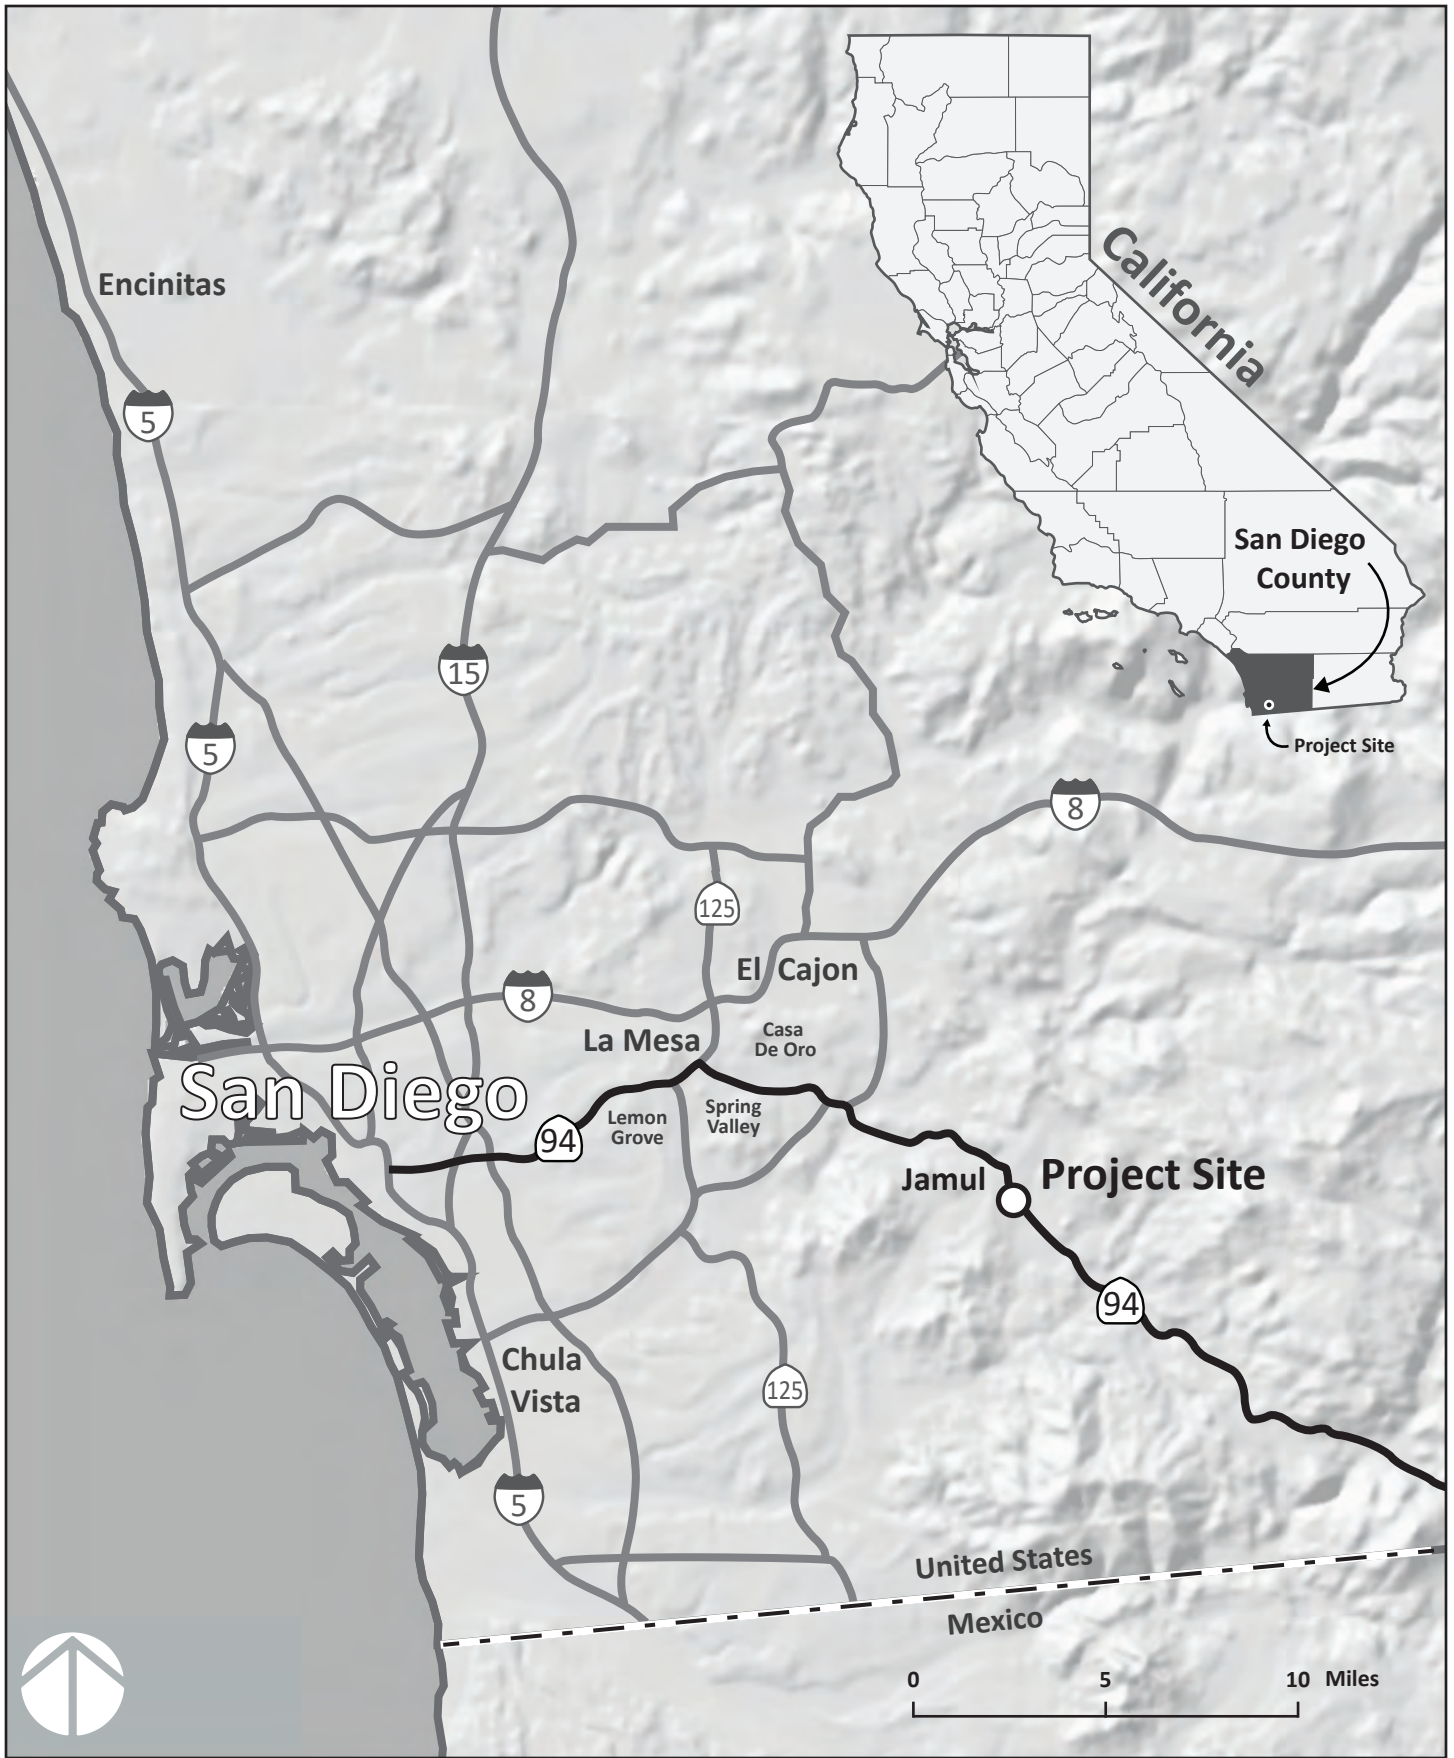 California
Encinitas
5
San Diego
County
15
5
Project Site
8
125
El Cajon
8
Casa
De Oro
La Mesa
San Diego
Spring
Valley
Lemon
Grove
94
Jamul
Project Site
94
Chula
Vista
125
5
United States
Mexico
0 5 10 Miles